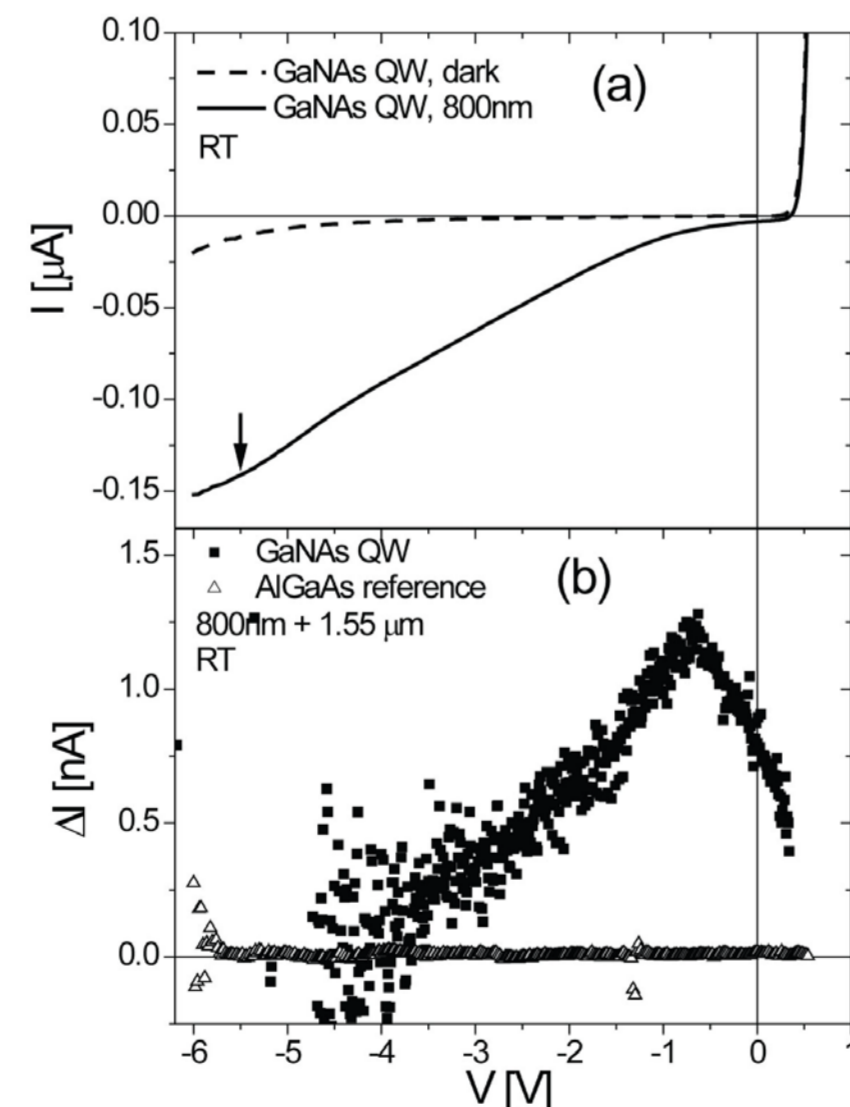 0.10
GaNAs QW, dark
(a)
GaNAs QW, 800nm
0.05
RT
0.00
I [μA]
-0.05
-0.10
-0.15
1.5
GaNAs QW
(b)
AlGaAs reference
800nm + 1.55 μm
RT
1.0
ΔI [nA]
0.5
0.0
-6 -5 -4 -3 -2 -1 0 1
V [V]